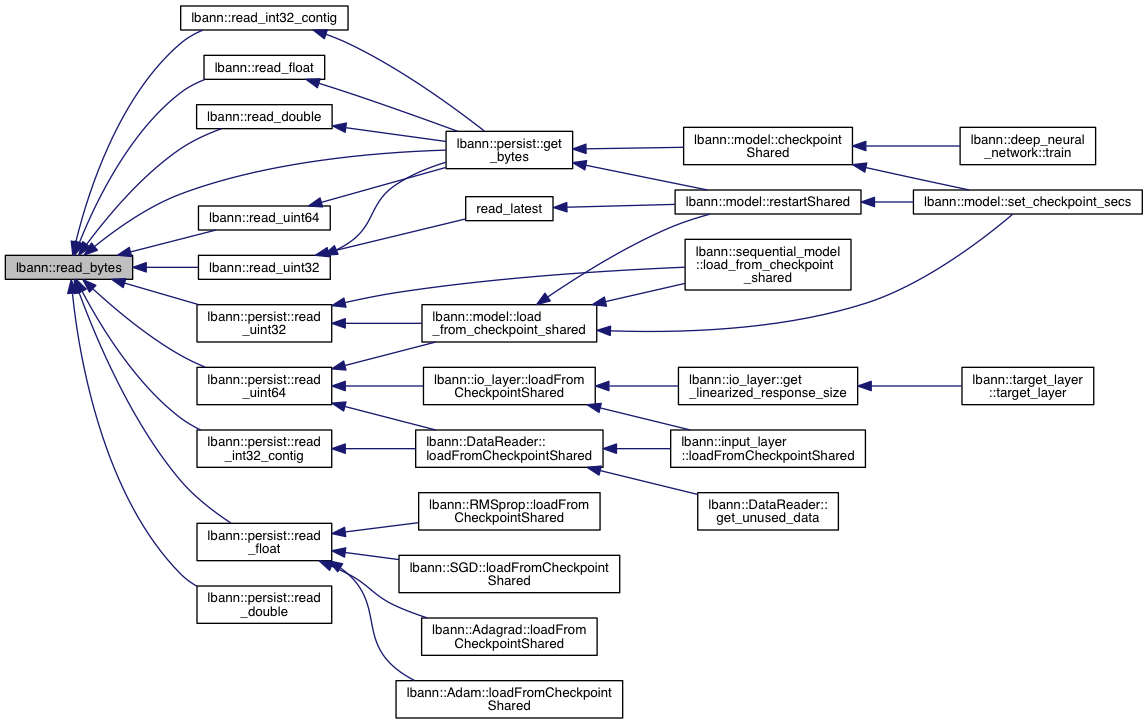 lbann::read_int32_contig
lbann::read_float
lbann::read_double
lbann::persist::get
_bytes
lbann::model::checkpoint
Shared
lbann::deep_neural
_network::train
lbann::read_uint64
read_latest
lbann::model::restartShared
lbann::model::set_checkpoint_secs
lbann::read_bytes
lbann::read_uint32
lbann::sequential_model
::load_from_checkpoint
_shared
lbann::persist::read
_uint32
lbann::model::load
_from_checkpoint_shared
lbann::persist::read
_uint64
lbann::io_layer::loadFrom
CheckpointShared
lbann::io_layer::get
_linearized_response_size
lbann::target_layer
::target_layer
lbann::persist::read
_int32_contig
lbann::DataReader::
loadFromCheckpointShared
lbann::input_layer
::loadFromCheckpointShared
lbann::RMSprop::loadFrom
CheckpointShared
lbann::DataReader::
get_unused_data
lbann::persist::read
_float
lbann::SGD::loadFromCheckpoint
Shared
lbann::persist::read
_double
lbann::Adagrad::loadFrom
CheckpointShared
lbann::Adam::loadFromCheckpoint
Shared